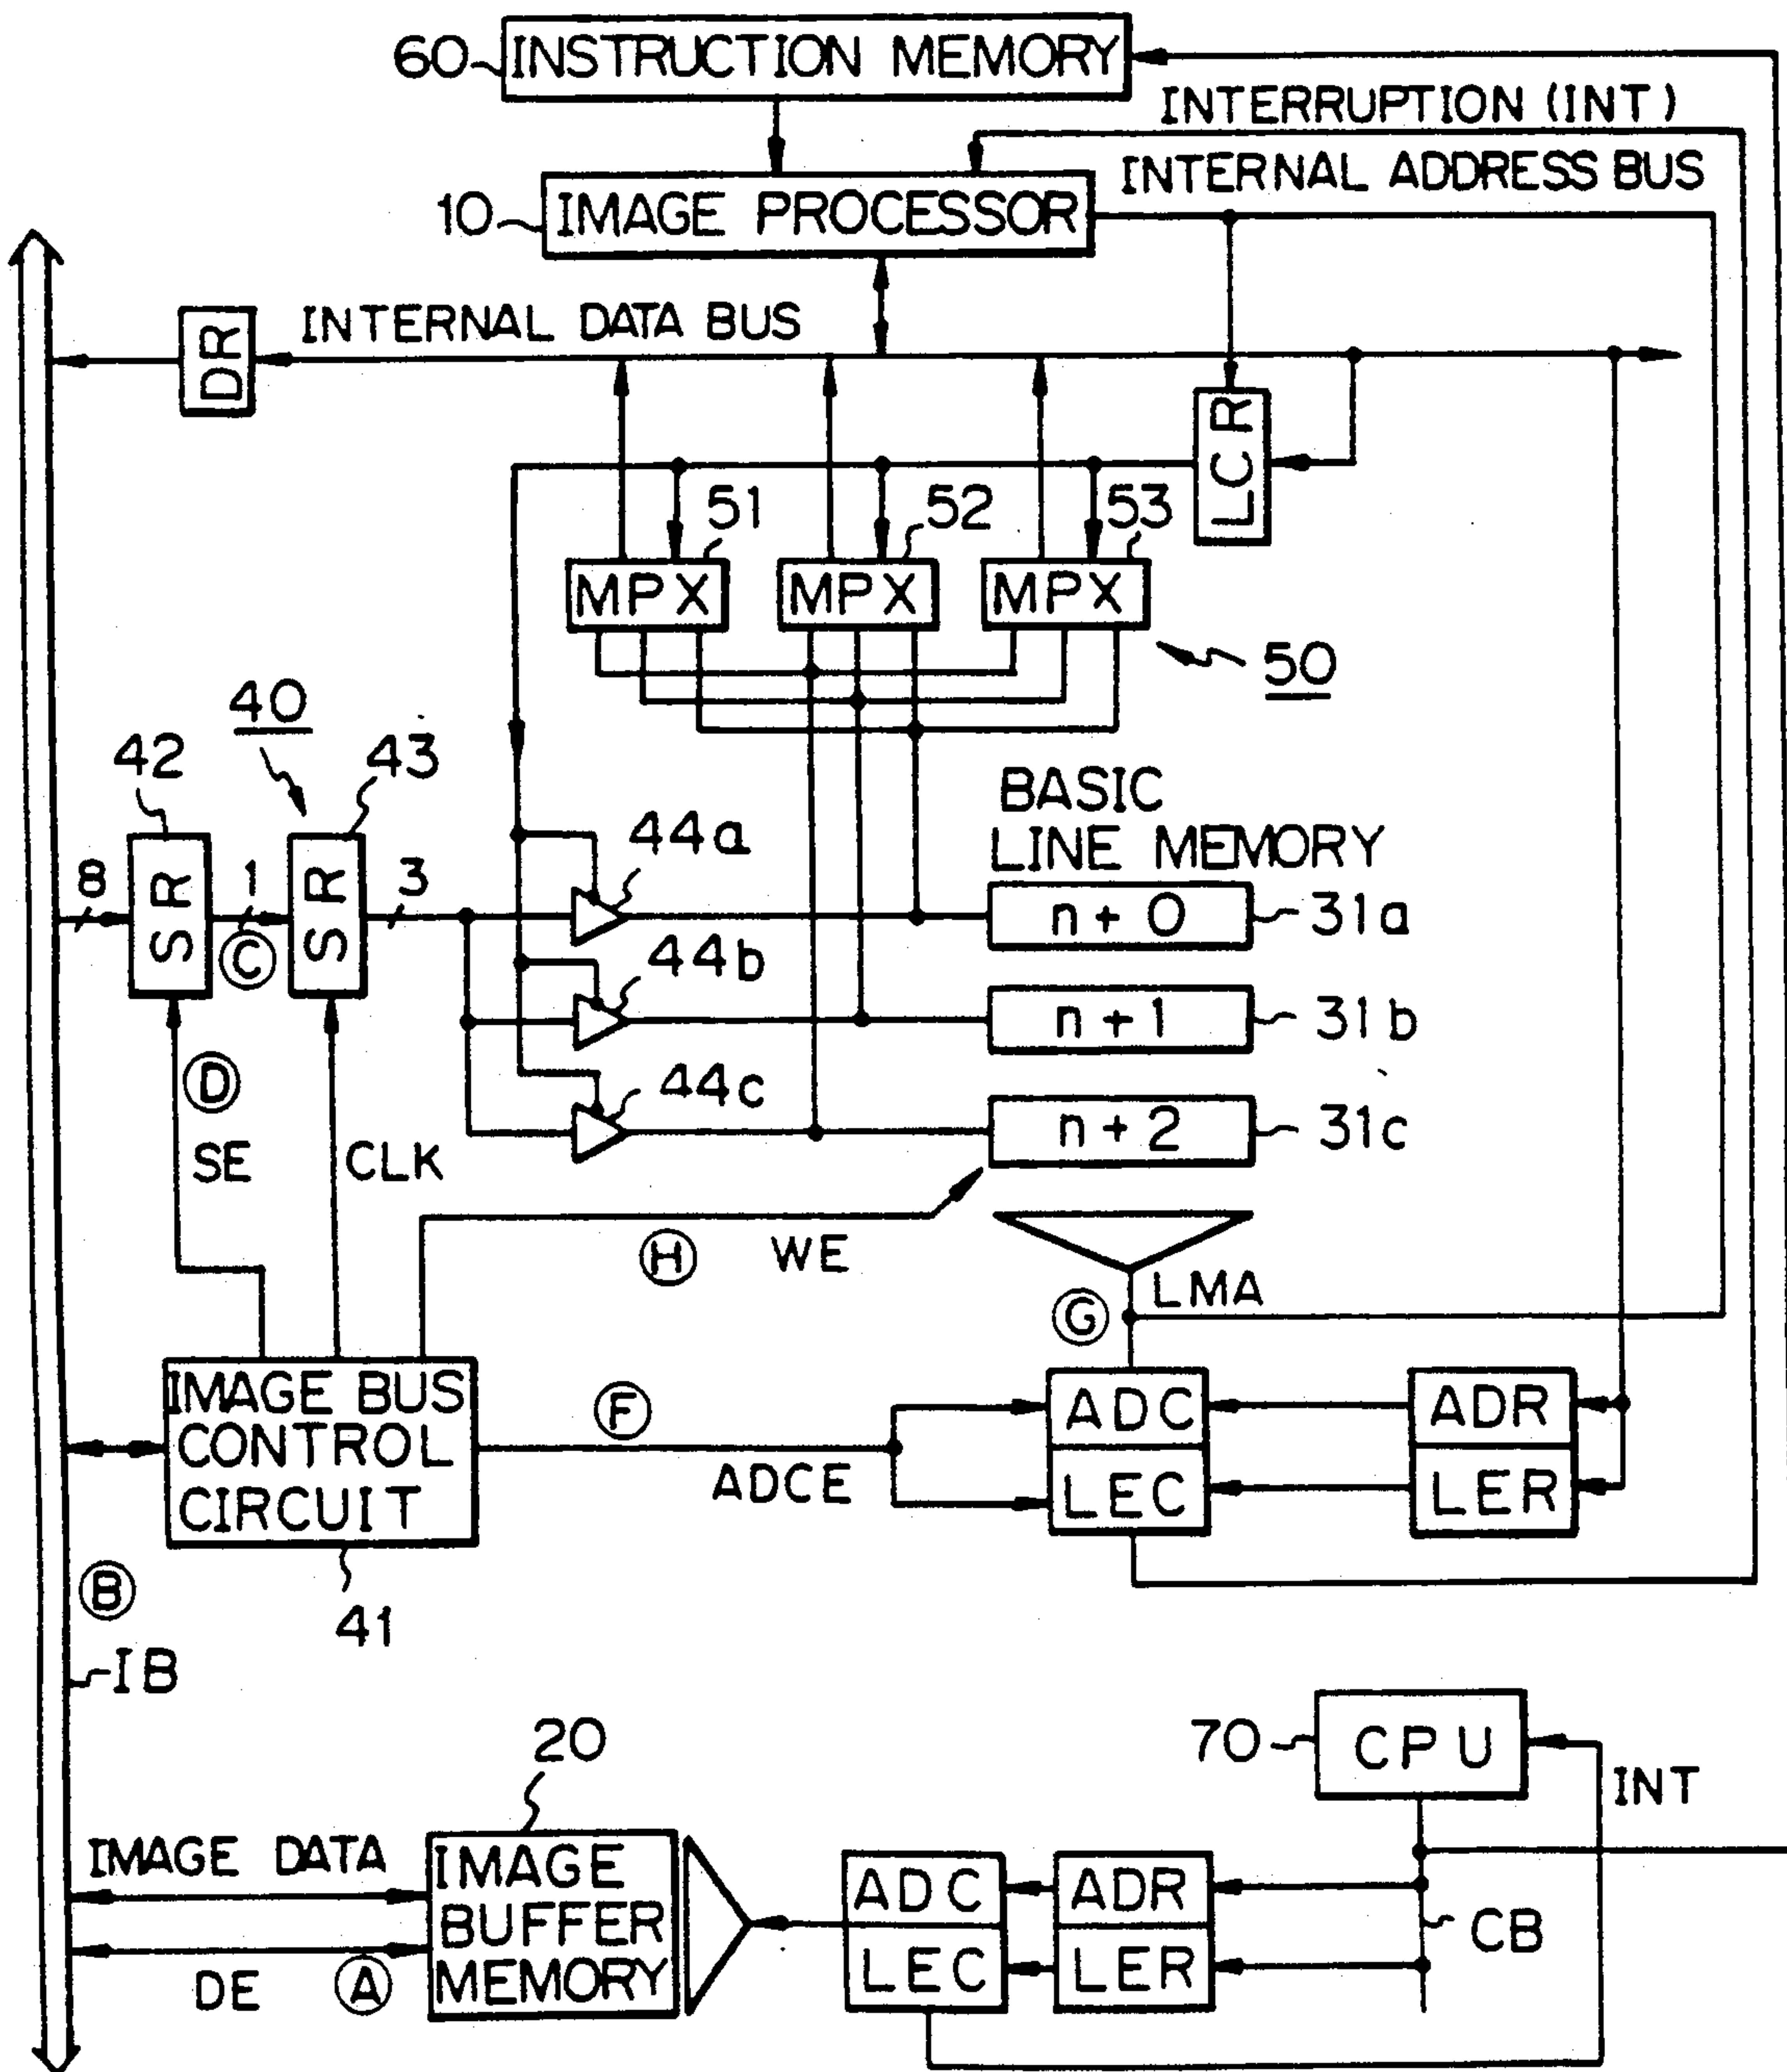 60 INSTRUCTION MEMORY
INTERRUPTION (INT)
INTERNAL ADDRESS BUS
10 IMAGE PROCESSOR
DR
INTERNAL DATA BUS
LCR
51 52 53
MPX MPX MPX
50
40
42 43
BASIC
LINE MEMORY
44a
8 SR 1 SR 3
C
n+0 31a
44b
n+1 31b
D
44c
n+2 31c
SE CLK
H WE
LMA
G
IMAGE BUS
CONTROL
CIRCUIT
F
ADCE
ADC ADR
LEC LER
B
41
IB
20
70 CPU
INT
IMAGE DATA
IMAGE
BUFFER
MEMORY
ADC ADR
LEC LER
CB
DE A